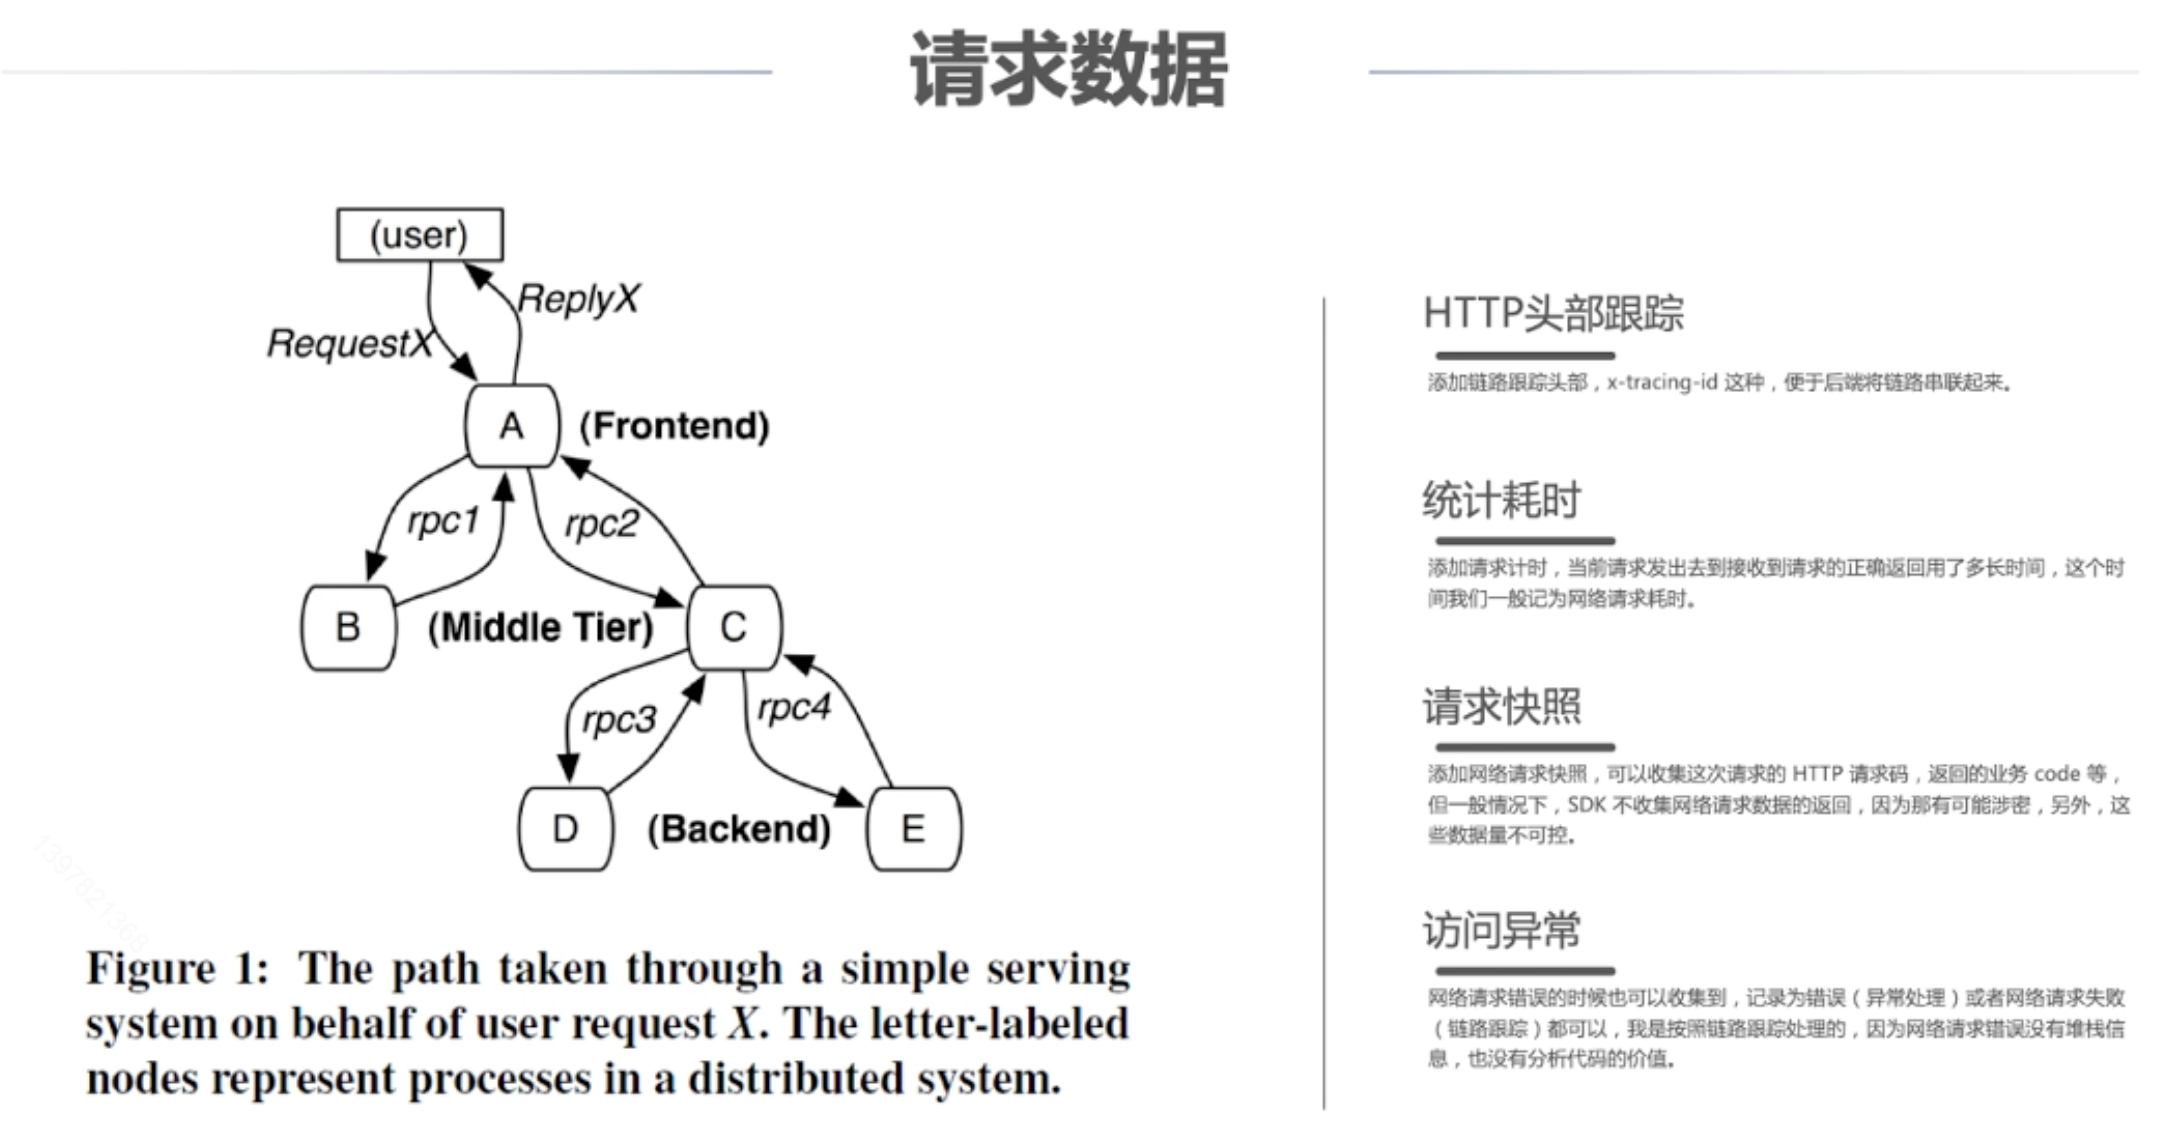 请求数据
(user)
ReplyX
RequestX
A
(Frontend)
rpc1
rpc2
B
(Middle Tier)
C
rpc3
rpc4
D
(Backend)
E
Figure 1: The path taken through a simple serving
system on behalf of user request X. The letter-labeled
nodes represent processes in a distributed system.
HTTP头部跟踪
添加链路跟踪头部，x-tracing-id 这种，便于后端将链路串联起来。
统计耗时
添加请求计时，当前请求发出去到接收到请求的正确返回用了多长时间，这个时
间我们一般记为网络请求耗时。
请求快照
添加网络请求快照，可以收集这次请求的 HTTP 请求码，返回的业务 code 等，
但一般情况下，SDK 不收集网络请求数据的返回，因为那有可能涉密，另外，这
些数据量不可控。
访问异常
网络请求错误的时候也可以收集到，记录为错误（异常处理）或者网络请求失败
（链路跟踪）都可以，我是按照链路跟踪处理的，因为网络请求错误没有堆栈信
息，也没有分析代码的价值。
1397821368